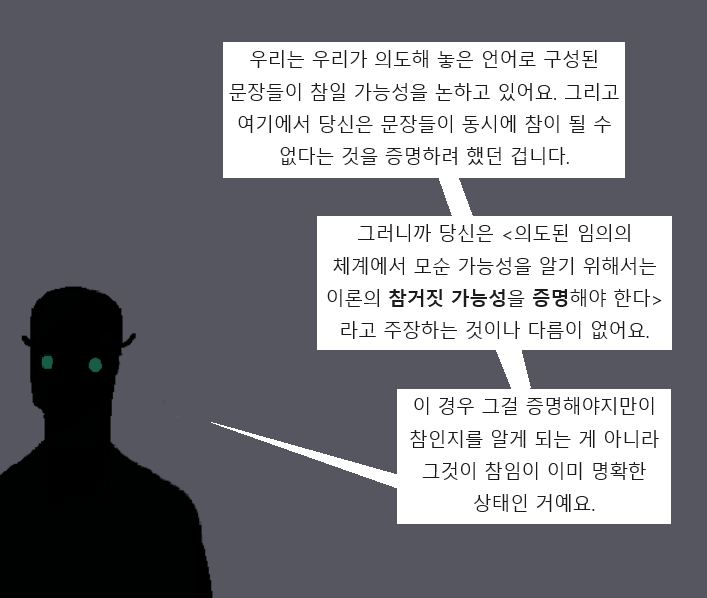 우리는 우리가 의도해 놓은 언어로 구성된
문장들이 참일 가능성을 논하고 있어요. 그리고
여기에서 당신은 문장들이 동시에 참이 될 수
없다는 것을 증명하려 했던 겁니다.
그러니까 당신은 <의도된 임의의
체계에서 모순 가능성을 알기 위해서는
이론의 참거짓 가능성을 증명해야 한다>
라고 주장하는 것이나 다름이 없어요.
이 경우 그걸 증명해야지만이
참인지를 알게 되는 게 아니라
그것이 참임이 이미 명확한
상태인 거예요.